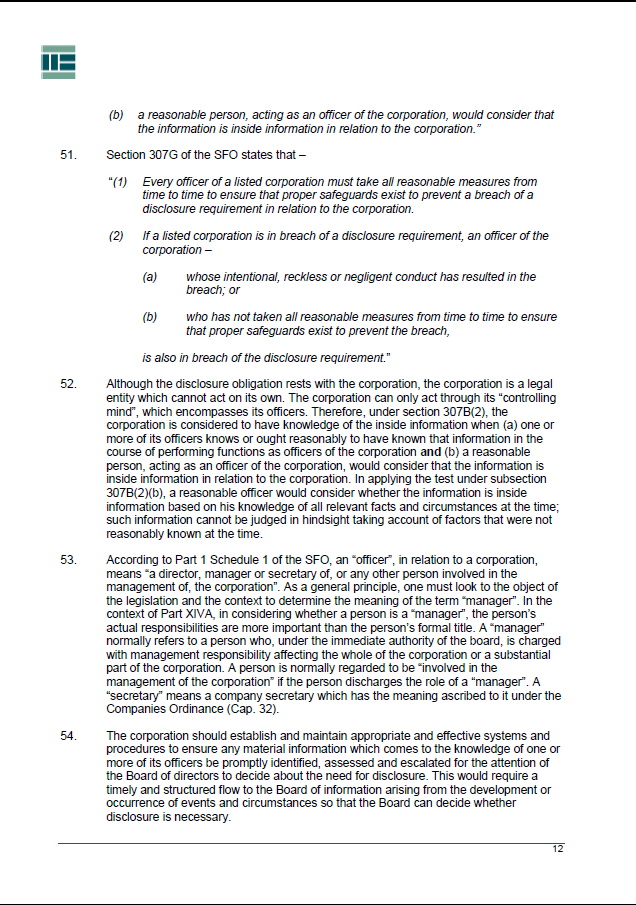 (b) a reasonable person, acting as an officer of the corporation, would consider that
the information is inside information in relation to the corporation.”
51. Section 307G of the SFO states that –
“(1) Every officer of a listed corporation must take all reasonable measures from
time to time to ensure that proper safeguards exist to prevent a breach of a
disclosure requirement in relation to the corporation.
(2) If a listed corporation is in breach of a disclosure requirement, an officer of the
corporation –
(a) whose intentional, reckless or negligent conduct has resulted in the
breach; or
(b) who has not taken all reasonable measures from time to time to ensure
that proper safeguards exist to prevent the breach,
is also in breach of the disclosure requirement.”
52. Although the disclosure obligation rests with the corporation, the corporation is a legal
entity which cannot act on its own. The corporation can only act through its “controlling
mind”, which encompasses its officers. Therefore, under section 307B(2), the
corporation is considered to have knowledge of the inside information when (a) one or
more of its officers knows or ought reasonably to have known that information in the
course of performing functions as officers of the corporation and (b) a reasonable
person, acting as an officer of the corporation, would consider that the information is
inside information in relation to the corporation. In applying the test under subsection
307B(2)(b), a reasonable officer would consider whether the information is inside
information based on his knowledge of all relevant facts and circumstances at the time;
such information cannot be judged in hindsight taking account of factors that were not
reasonably known at the time.
53. According to Part 1 Schedule 1 of the SFO, an “officer”, in relation to a corporation,
means “a director, manager or secretary of, or any other person involved in the
management of, the corporation”. As a general principle, one must look to the object of
the legislation and the context to determine the meaning of the term “manager”. In the
context of Part XIVA, in considering whether a person is a “manager”, the person’s
actual responsibilities are more important than the person’s formal title. A “manager”
normally refers to a person who, under the immediate authority of the board, is charged
with management responsibility affecting the whole of the corporation or a substantial
part of the corporation. A person is normally regarded to be “involved in the
management of the corporation” if the person discharges the role of a “manager”. A
“secretary” means a company secretary which has the meaning ascribed to it under the
Companies Ordinance (Cap. 32).
54. The corporation should establish and maintain appropriate and effective systems and
procedures to ensure any material information which comes to the knowledge of one or
more of its officers be promptly identified, assessed and escalated for the attention of
the Board of directors to decide about the need for disclosure. This would require a
timely and structured flow to the Board of information arising from the development or
occurrence of events and circumstances so that the Board can decide whether
disclosure is necessary.
12